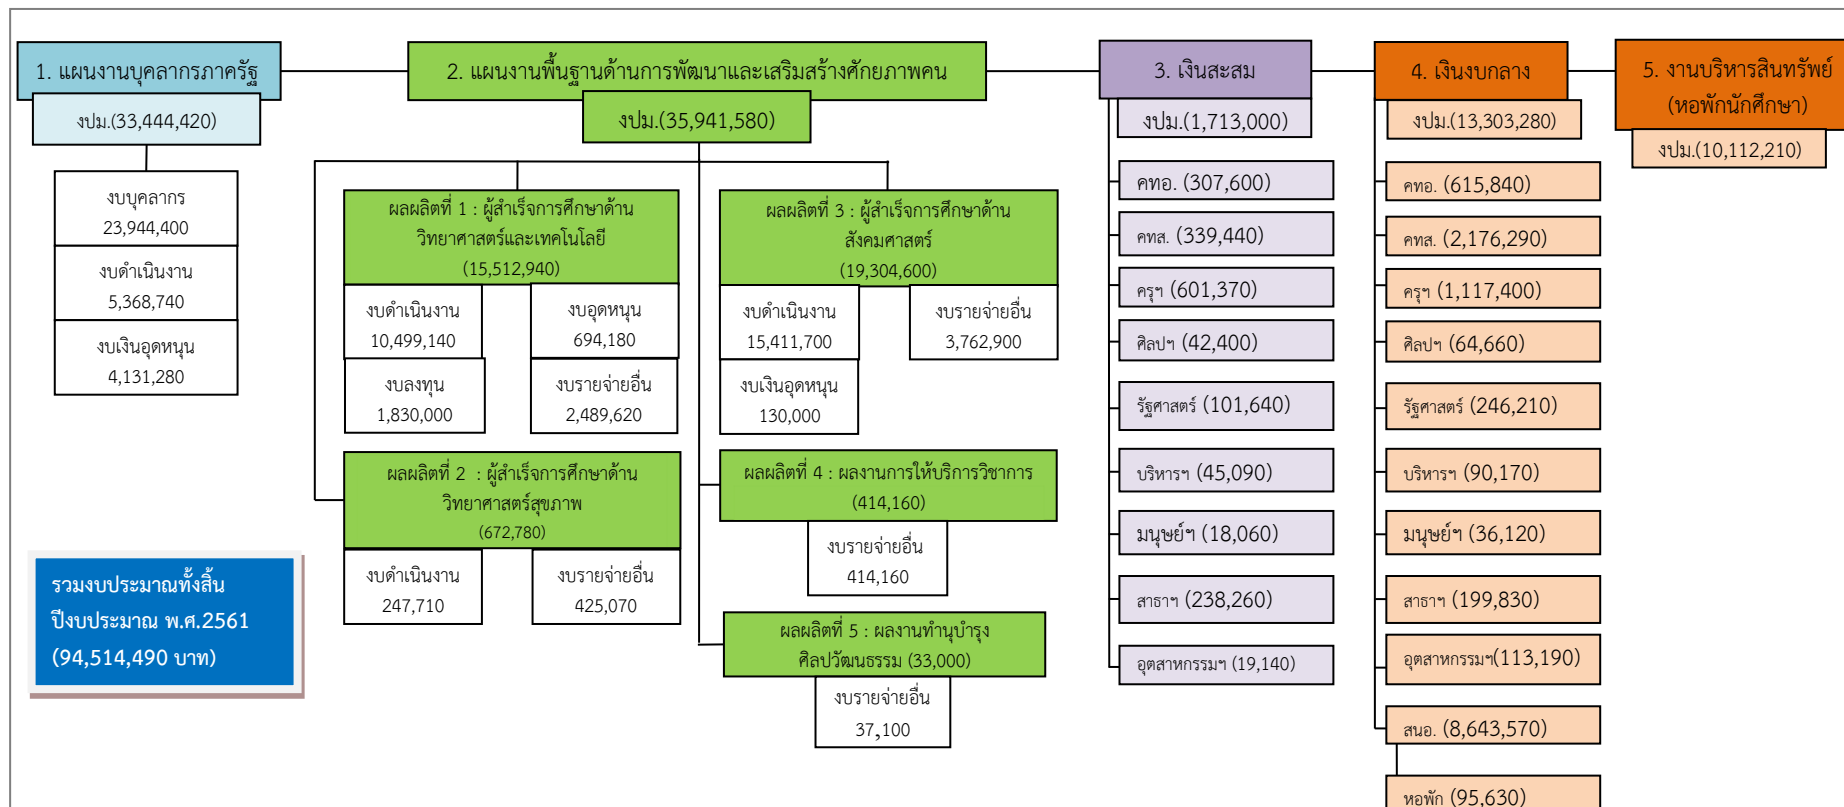 1. แผนงานบุคลากรภาครัฐ
งปม.(33,444,420)
งบบุคลากร
23,944,400
งบดำเนินงาน
5,368,740
งบเงินอุดหนุน
4,131,280
2. แผนงานพื้นฐานด้านการพัฒนาและเสริมสร้างศักยภาพคน
งปม.(35,941,580)
ผลผลิตที่ 1 : ผู้สำเร็จการศึกษาด้าน
วิทยาศาสตร์และเทคโนโลยี
(15,512,940)
งบดำเนินงาน
10,499,140
งบอุดหนุน
694,180
งบลงทุน
1,830,000
งบรายจ่ายอื่น
2,489,620
ผลผลิตที่ 2  : ผู้สำเร็จการศึกษาด้าน
วิทยาศาสตร์สุขภาพ
(672,780)
งบดำเนินงาน
247,710
งบรายจ่ายอื่น
425,070
ผลผลิตที่ 3 : ผู้สำเร็จการศึกษาด้าน
สังคมศาสตร์
(19,304,600)
งบดำเนินงาน
15,411,700
งบรายจ่ายอื่น
3,762,900
งบเงินอุดหนุน
130,000
ผลผลิตที่ 4 : ผลงานการให้บริการวิชาการ
(414,160)
งบรายจ่ายอื่น
414,160
ผลผลิตที่ 5 : ผลงานทำนุบำรุง
ศิลปวัฒนธรรม (33,000)
งบรายจ่ายอื่น
37,100
3. เงินสะสม
งปม.(1,713,000)
คทอ. (307,600)
คทส. (339,440)
ครุฯ (601,370)
ศิลปฯ (42,400)
รัฐศาสตร์ (101,640)
บริหารฯ (45,090)
มนุษย์ฯ (18,060)
สาธาฯ (238,260)
อุตสาหกรรมฯ (19,140)
4. เงินงบกลาง
งปม.(13,303,280)
คทอ. (615,840)
คทส. (2,176,290)
ครุฯ (1,117,400)
ศิลปฯ (64,660)
รัฐศาสตร์ (246,210)
บริหารฯ (90,170)
มนุษย์ฯ (36,120)
สาธาฯ (199,830)
อุตสาหกรรมฯ(113,190)
สนอ. (8,643,570)
หอพัก (95,630)
5. งานบริหารสินทรัพย์
(หอพักนักศึกษา)
งปม.(10,112,210)
รวมงบประมาณทั้งสิ้น
ปีงบประมาณ พ.ศ.2561
(94,514,490 บาท)